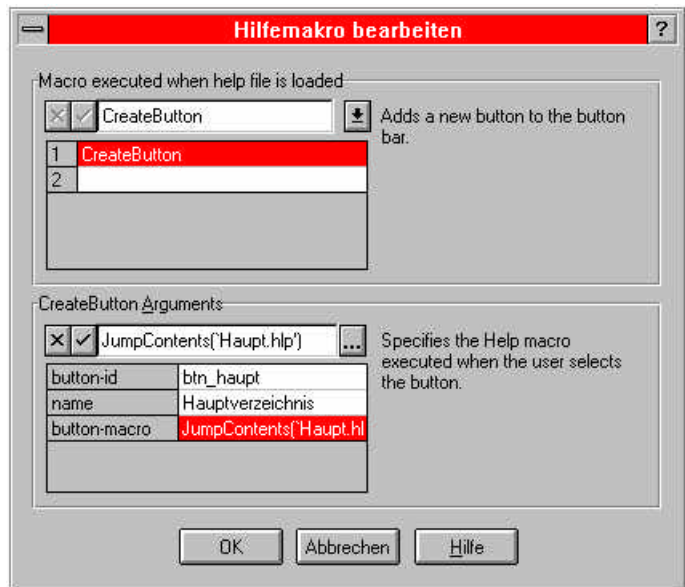 Hilfemakro bearbeiten ?
Macro executed when help file is loaded
CreateButton
Adds a new button to the button
bar.
1 CreateButton
2
CreateButton Arguments
JumpContents(`Haupt.hlp') ...
Specifies the Help macro
executed when the user selects
the button.
button-id btn_haupt
name Hauptverzeichnis
button-macro JumpContents(`Haupt.hl
OK Abbrechen Hilfe